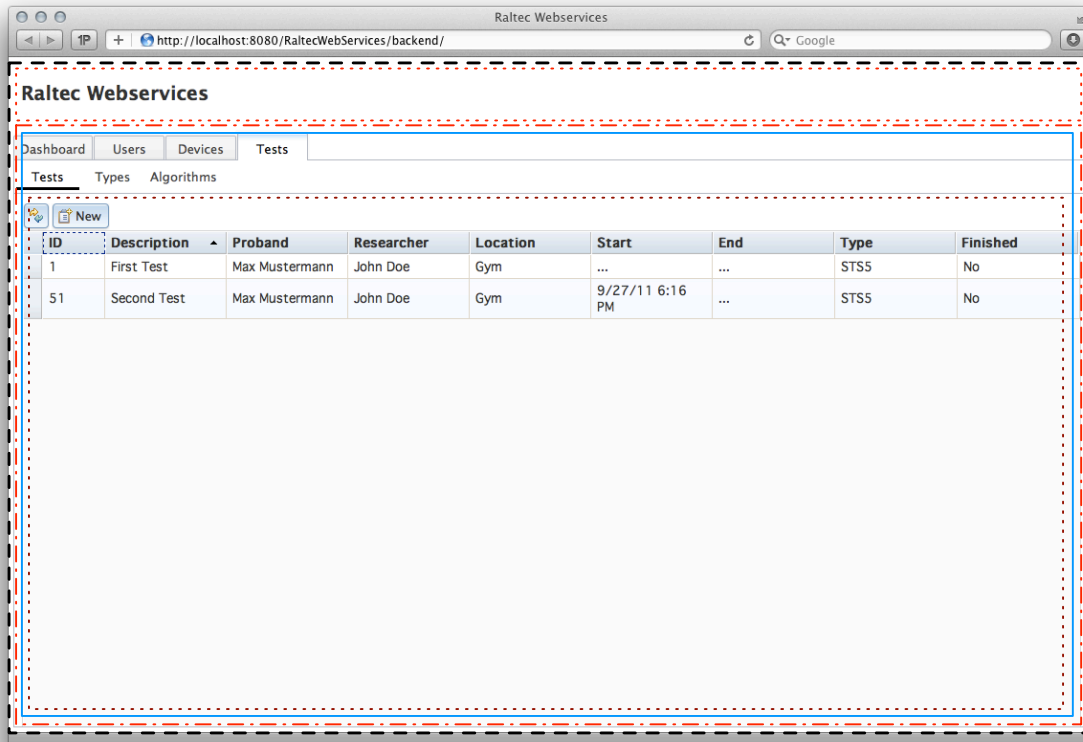 Raltec Webservices
1P + http://localhost:8080/RaltecWebServices/backend/ Google
Raltec Webservices
Dashboard Users Devices Tests
Tests Types Algorithms
New
ID Description Proband Researcher Location Start End Type Finished
1 First Test Max Mustermann John Doe Gym ... ... STS5 No
51 Second Test Max Mustermann John Doe Gym 9/27/11 6:16 PM ... STS5 No